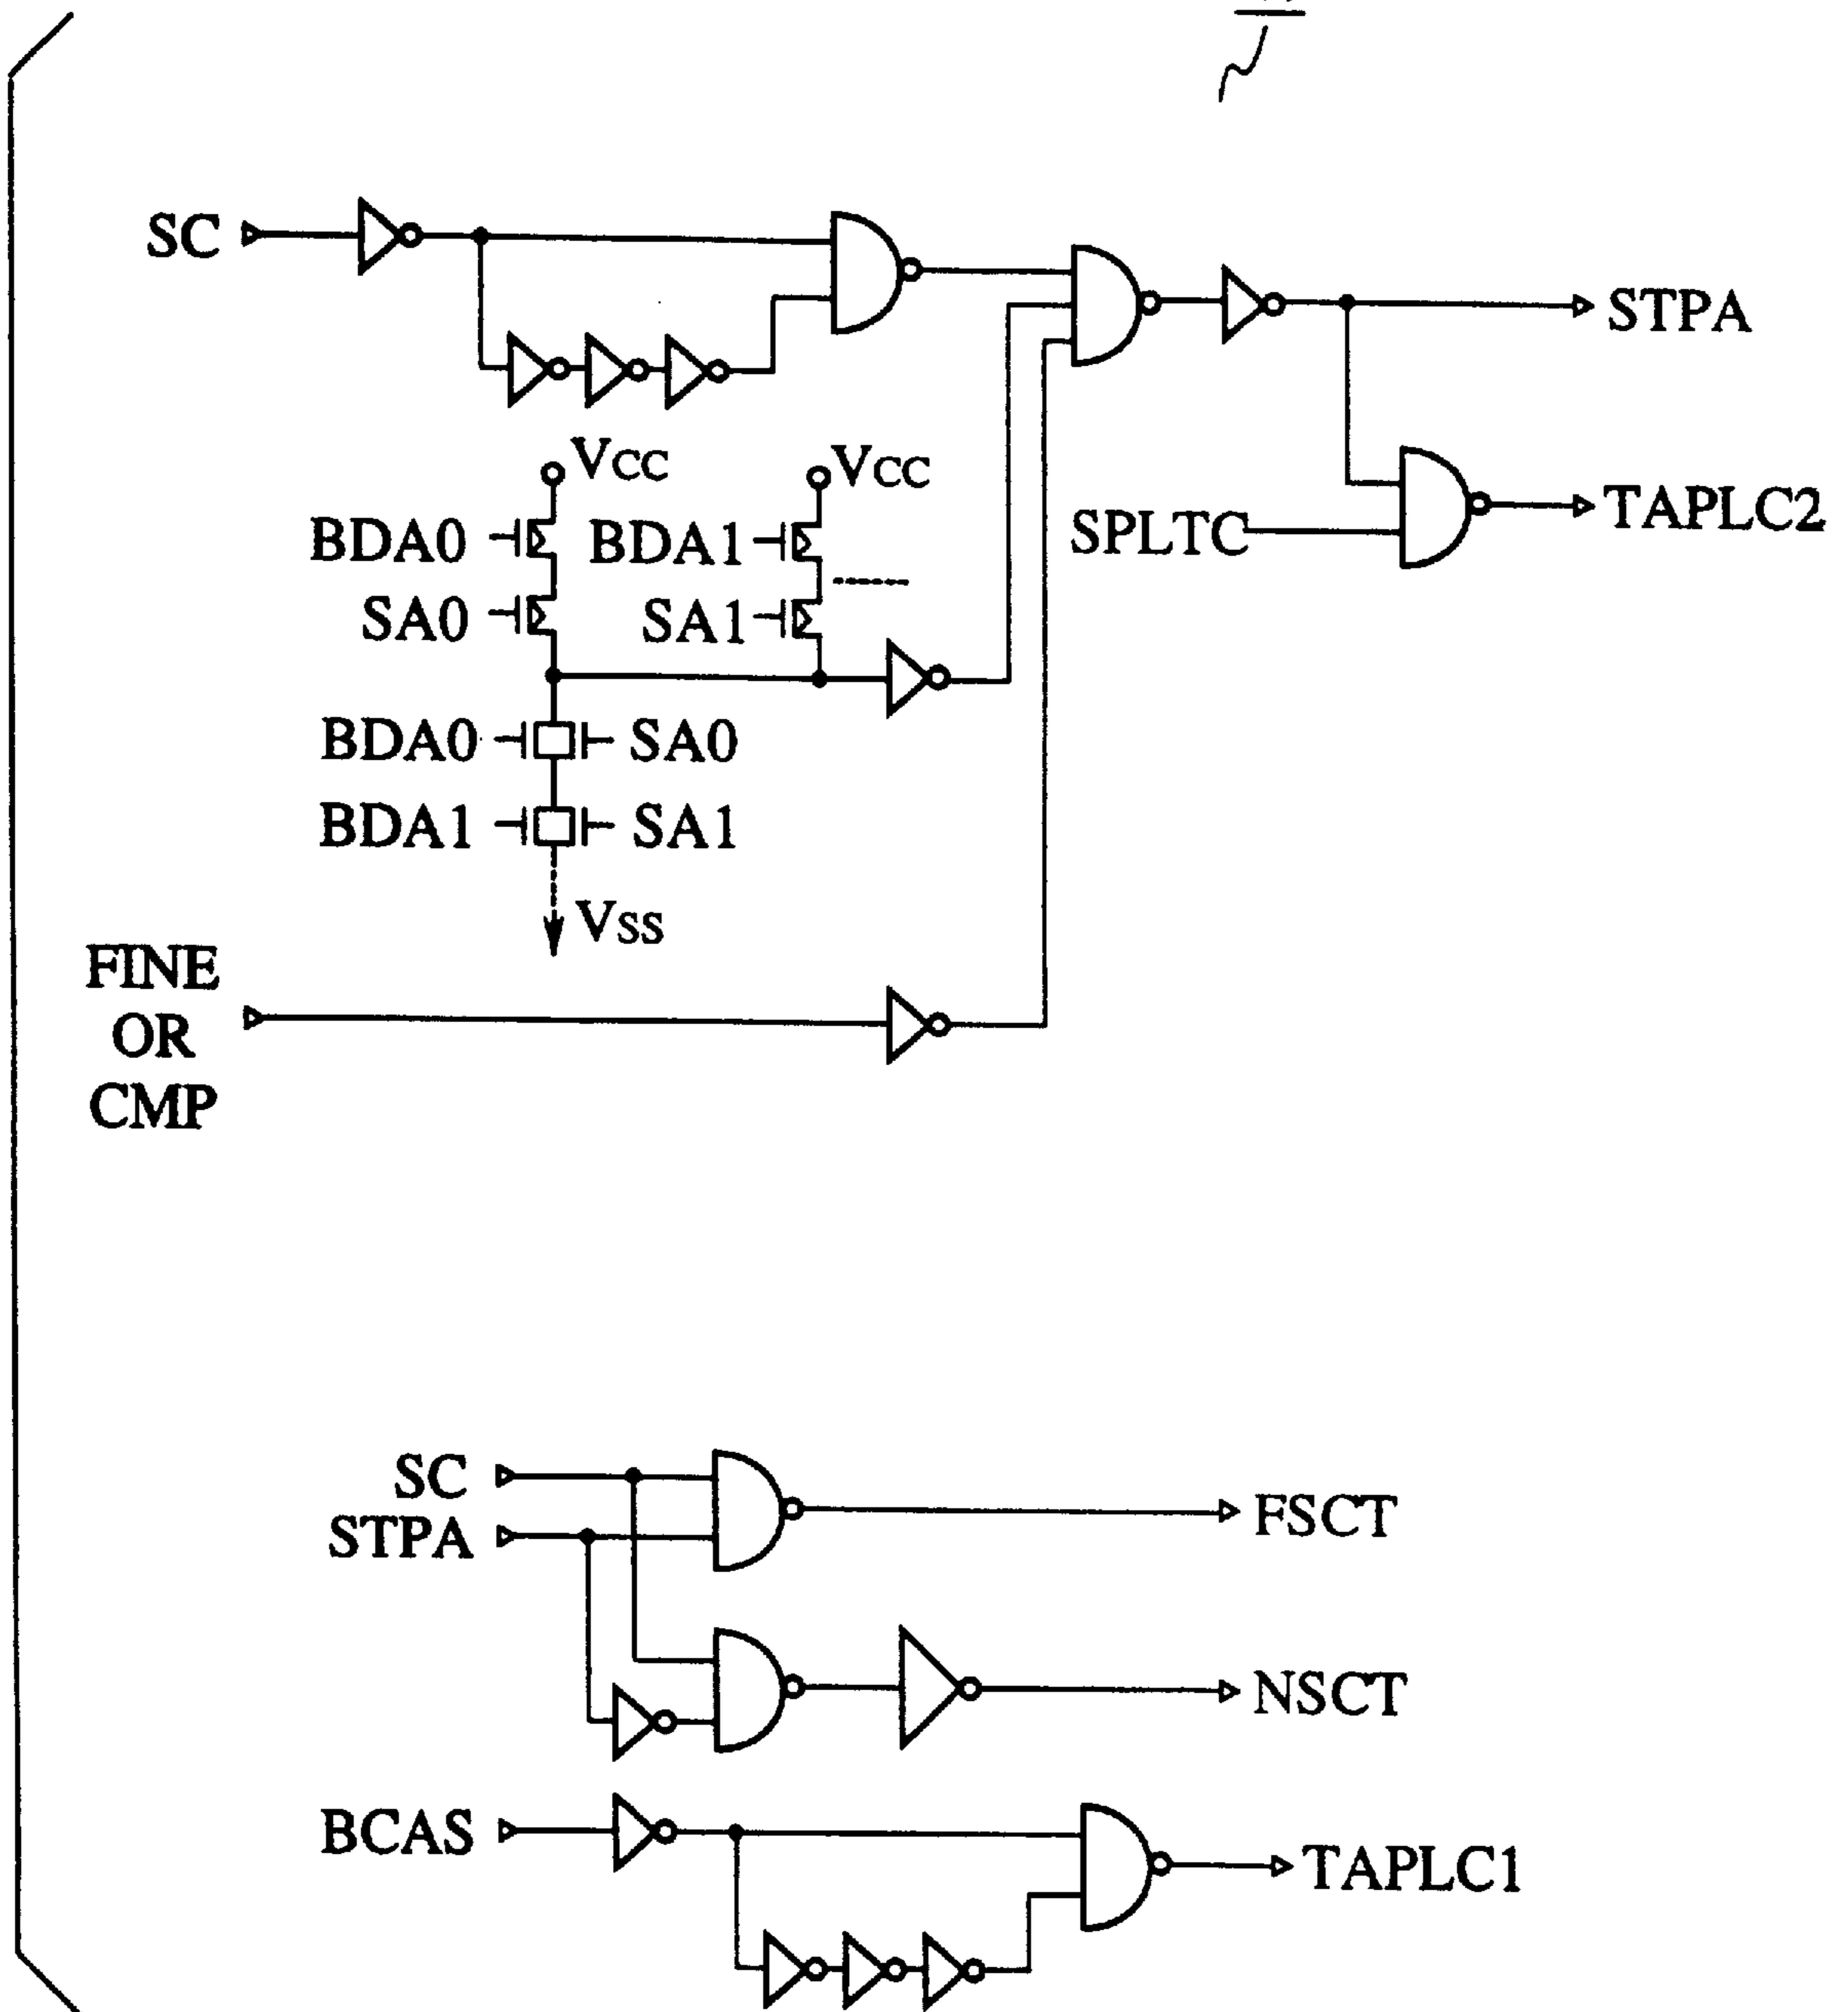 SC
STPA
VCC
VCC
BDA0
BDA1
SPLTC
TAPLC2
SA0
SA1
BDA0
SA0
BDA1
SA1
VSS
FINE
OR
CMP
SC
STPA
FSCT
NSCT
BCAS
TAPLC1